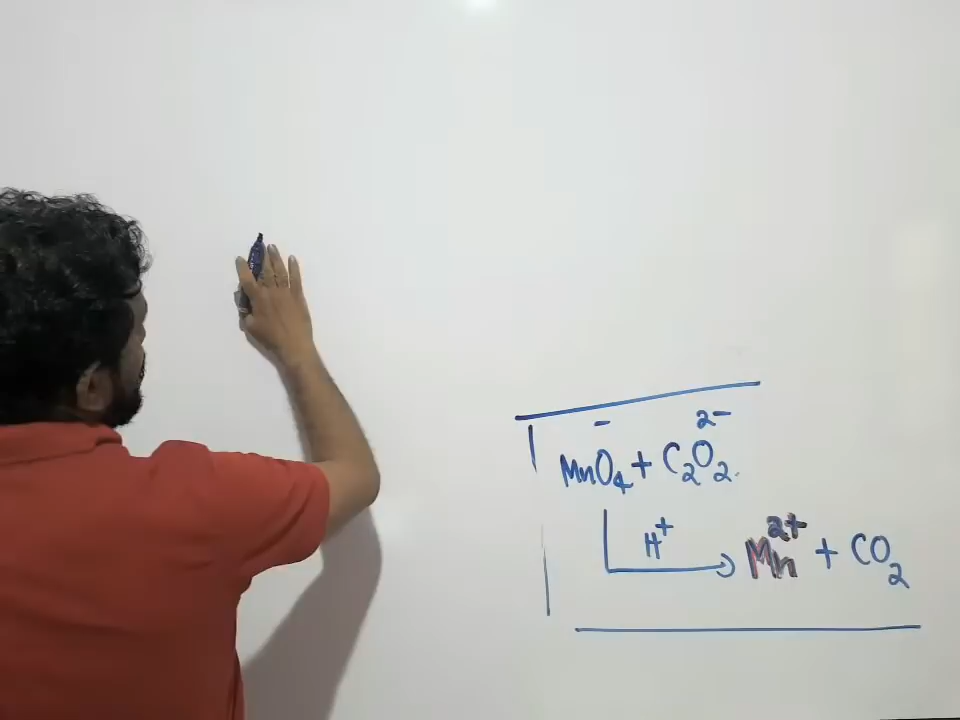 MnO₄⁻ + C₂O₂²⁻
H⁺ → Mn²⁺ + CO₂